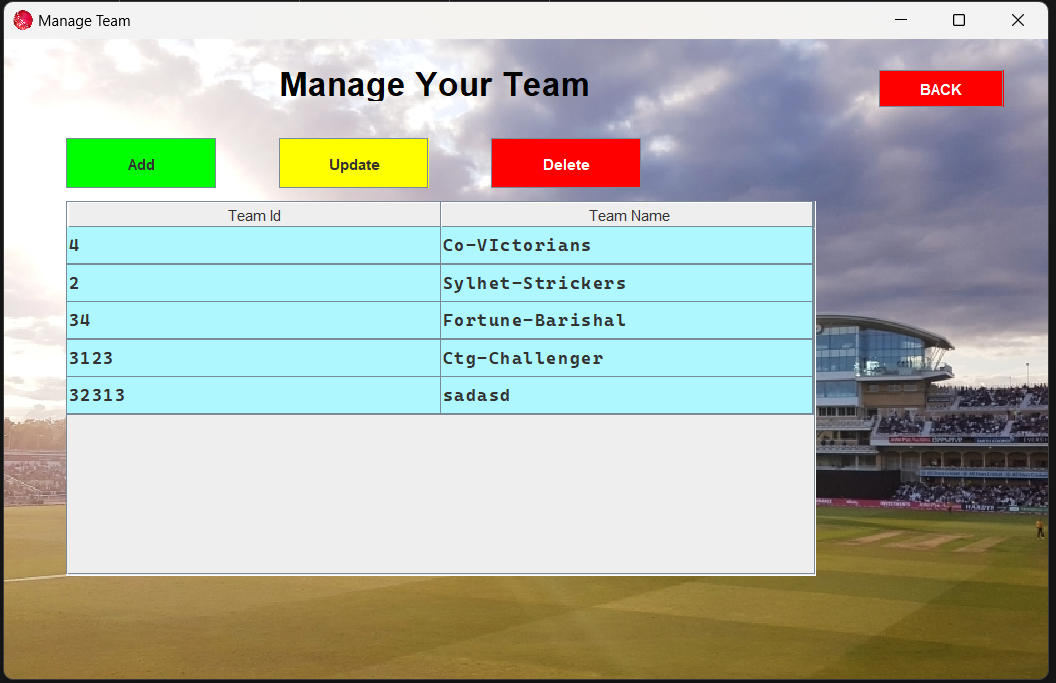 Manage Team
Manage Your Team
BACK
Add Update Delete
Team Id Team Name
4 Co-VIctorians
2 Sylhet-Strickers
34 Fortune-Barishal
3123 Ctg-Challenger
32313 sadasd